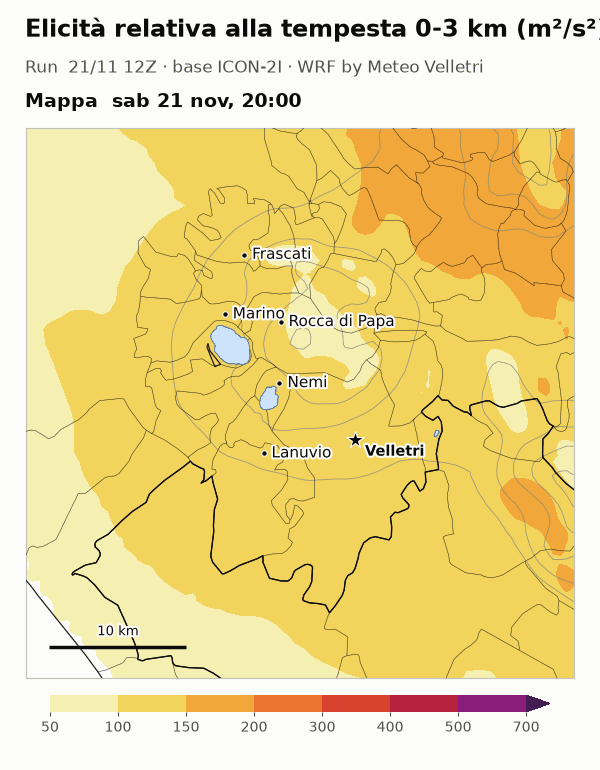 Elicità relativa alla tempesta 0-3 km (m²/s²)
Run 21/11 12Z · base ICON-2I · WRF by Meteo Velletri
Mappa sab 21 nov, 20:00
Frascati
Marino
Rocca di Papa
Nemi
Velletri
Lanuvio
10 km
50 100 150 200 300 400 500 700